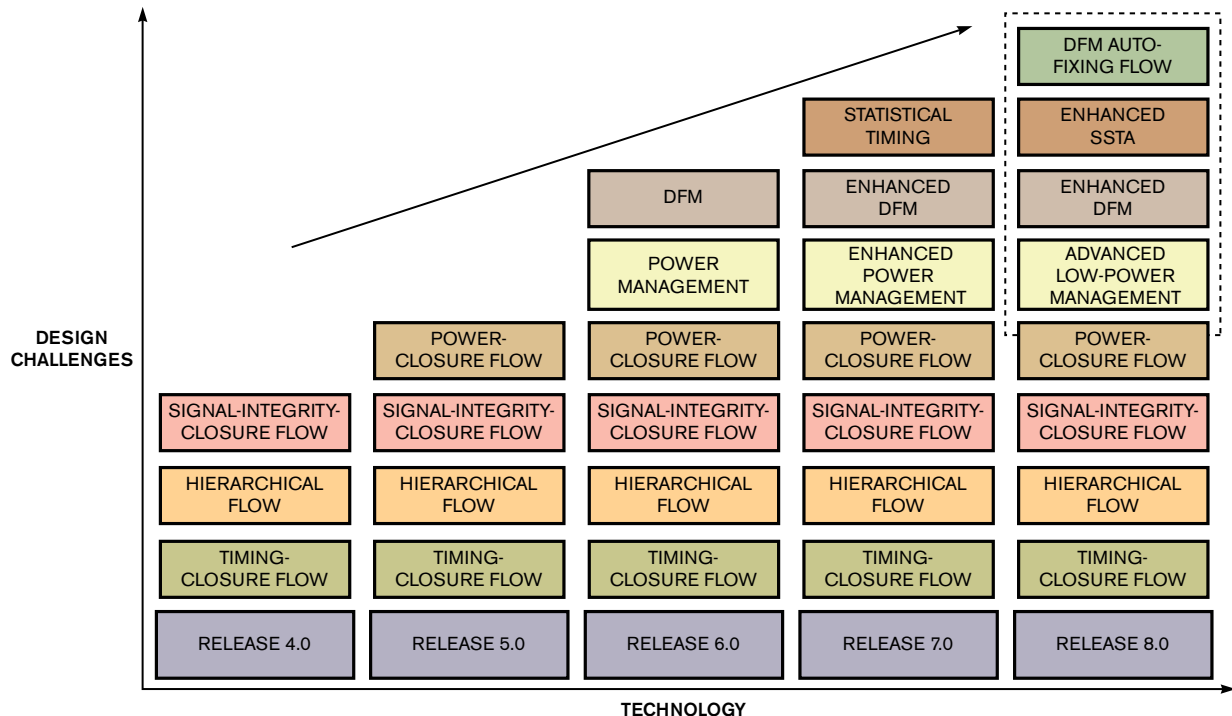 DFM AUTO-
FIXING FLOW
STATISTICAL
TIMING
ENHANCED
SSTA
DFM
ENHANCED
DFM
ENHANCED
DFM
POWER
MANAGEMENT
ENHANCED
POWER
MANAGEMENT
ADVANCED
LOW-POWER
MANAGEMENT
DESIGN
CHALLENGES
POWER-
CLOSURE FLOW
POWER-
CLOSURE FLOW
POWER-
CLOSURE FLOW
POWER-
CLOSURE FLOW
SIGNAL-INTEGRITY-
CLOSURE FLOW
SIGNAL-INTEGRITY-
CLOSURE FLOW
SIGNAL-INTEGRITY-
CLOSURE FLOW
SIGNAL-INTEGRITY-
CLOSURE FLOW
SIGNAL-INTEGRITY-
CLOSURE FLOW
HIERARCHICAL
FLOW
HIERARCHICAL
FLOW
HIERARCHICAL
FLOW
HIERARCHICAL
FLOW
HIERARCHICAL
FLOW
TIMING-
CLOSURE FLOW
TIMING-
CLOSURE FLOW
TIMING-
CLOSURE FLOW
TIMING-
CLOSURE FLOW
TIMING-
CLOSURE FLOW
RELEASE 4.0
RELEASE 5.0
RELEASE 6.0
RELEASE 7.0
RELEASE 8.0
TECHNOLOGY